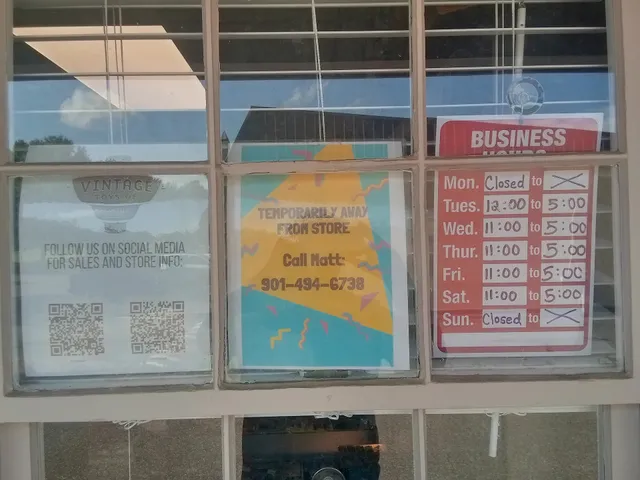 VINTAGE
FOLLOW US ON SOCIAL MEDIA
FOR SALES AND STORE INFO:
TEMPORARILY AWAY
FROM STORE
Call Matt:
901-494-6738
BUSINESS
HOURS
Mon. Closed to X
Tues. 12:00 to 5:00
Wed. 11:00 to 5:00
Thur. 11:00 to 5:00
Fri. 11:00 to 5:00
Sat. 11:00 to 5:00
Sun. Closed to X